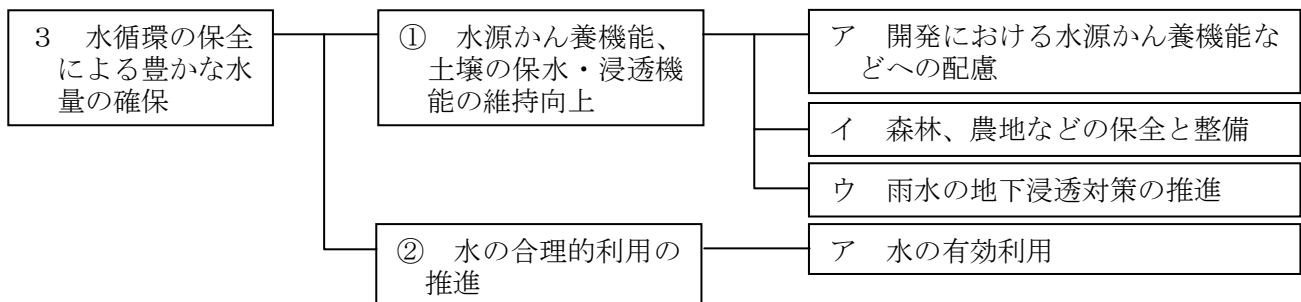 ３　水循環の保全
による豊かな水
量の確保
①　水源かん養機能、
土壌の保水・浸透機
能の維持向上
ア　開発における水源かん養機能な
どへの配慮
イ　森林、農地などの保全と整備
ウ　雨水の地下浸透対策の推進
②　水の合理的利用の
推進
ア　水の有効利用